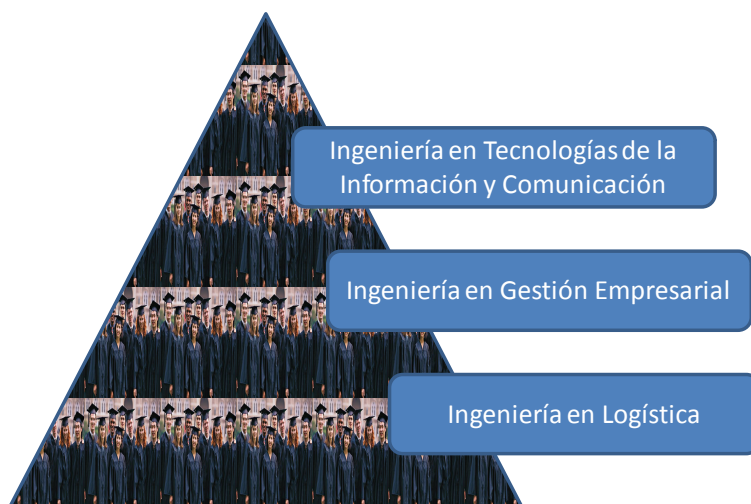 Ingeniería en Tecnologías de la
Información y Comunicación
Ingeniería en Gestión Empresarial
Ingeniería en Logística